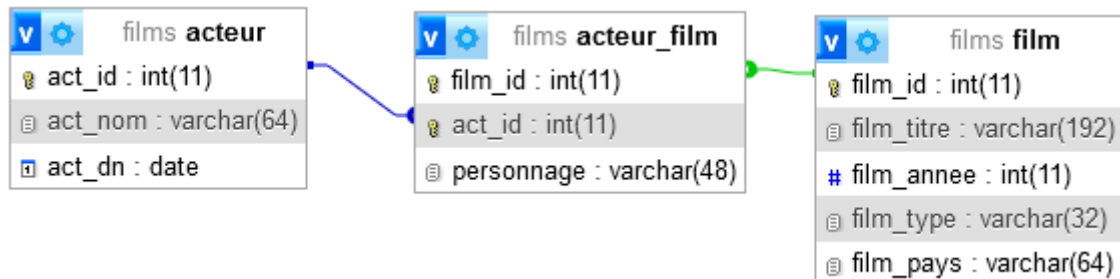 films acteur
act_id : int(11)
act_nom : varchar(64)
act_dn : date
films acteur_film
film_id : int(11)
act_id : int(11)
personnage : varchar(48)
films film
film_id : int(11)
film_titre : varchar(192)
# film_annee : int(11)
film_type : varchar(32)
film_pays : varchar(64)